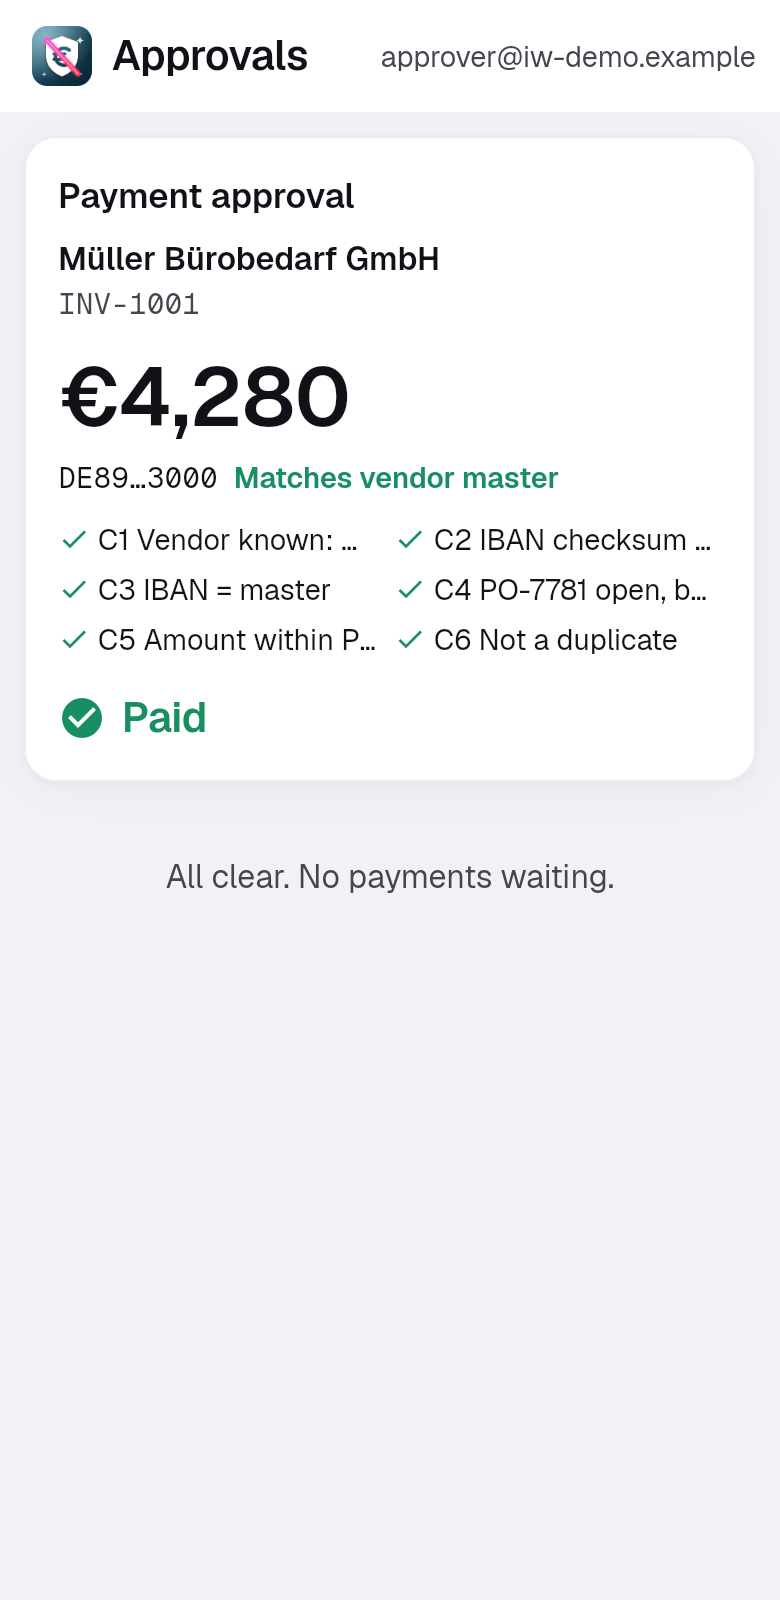 Approvals
approver@iw-demo.example
Payment approval
Müller Bürobedarf GmbH
INV-1001
€4,280
DE89…3000 Matches vendor master
C1 Vendor known: …
C2 IBAN checksum …
C3 IBAN = master
C4 PO-7781 open, b…
C5 Amount within P…
C6 Not a duplicate
Paid
All clear. No payments waiting.